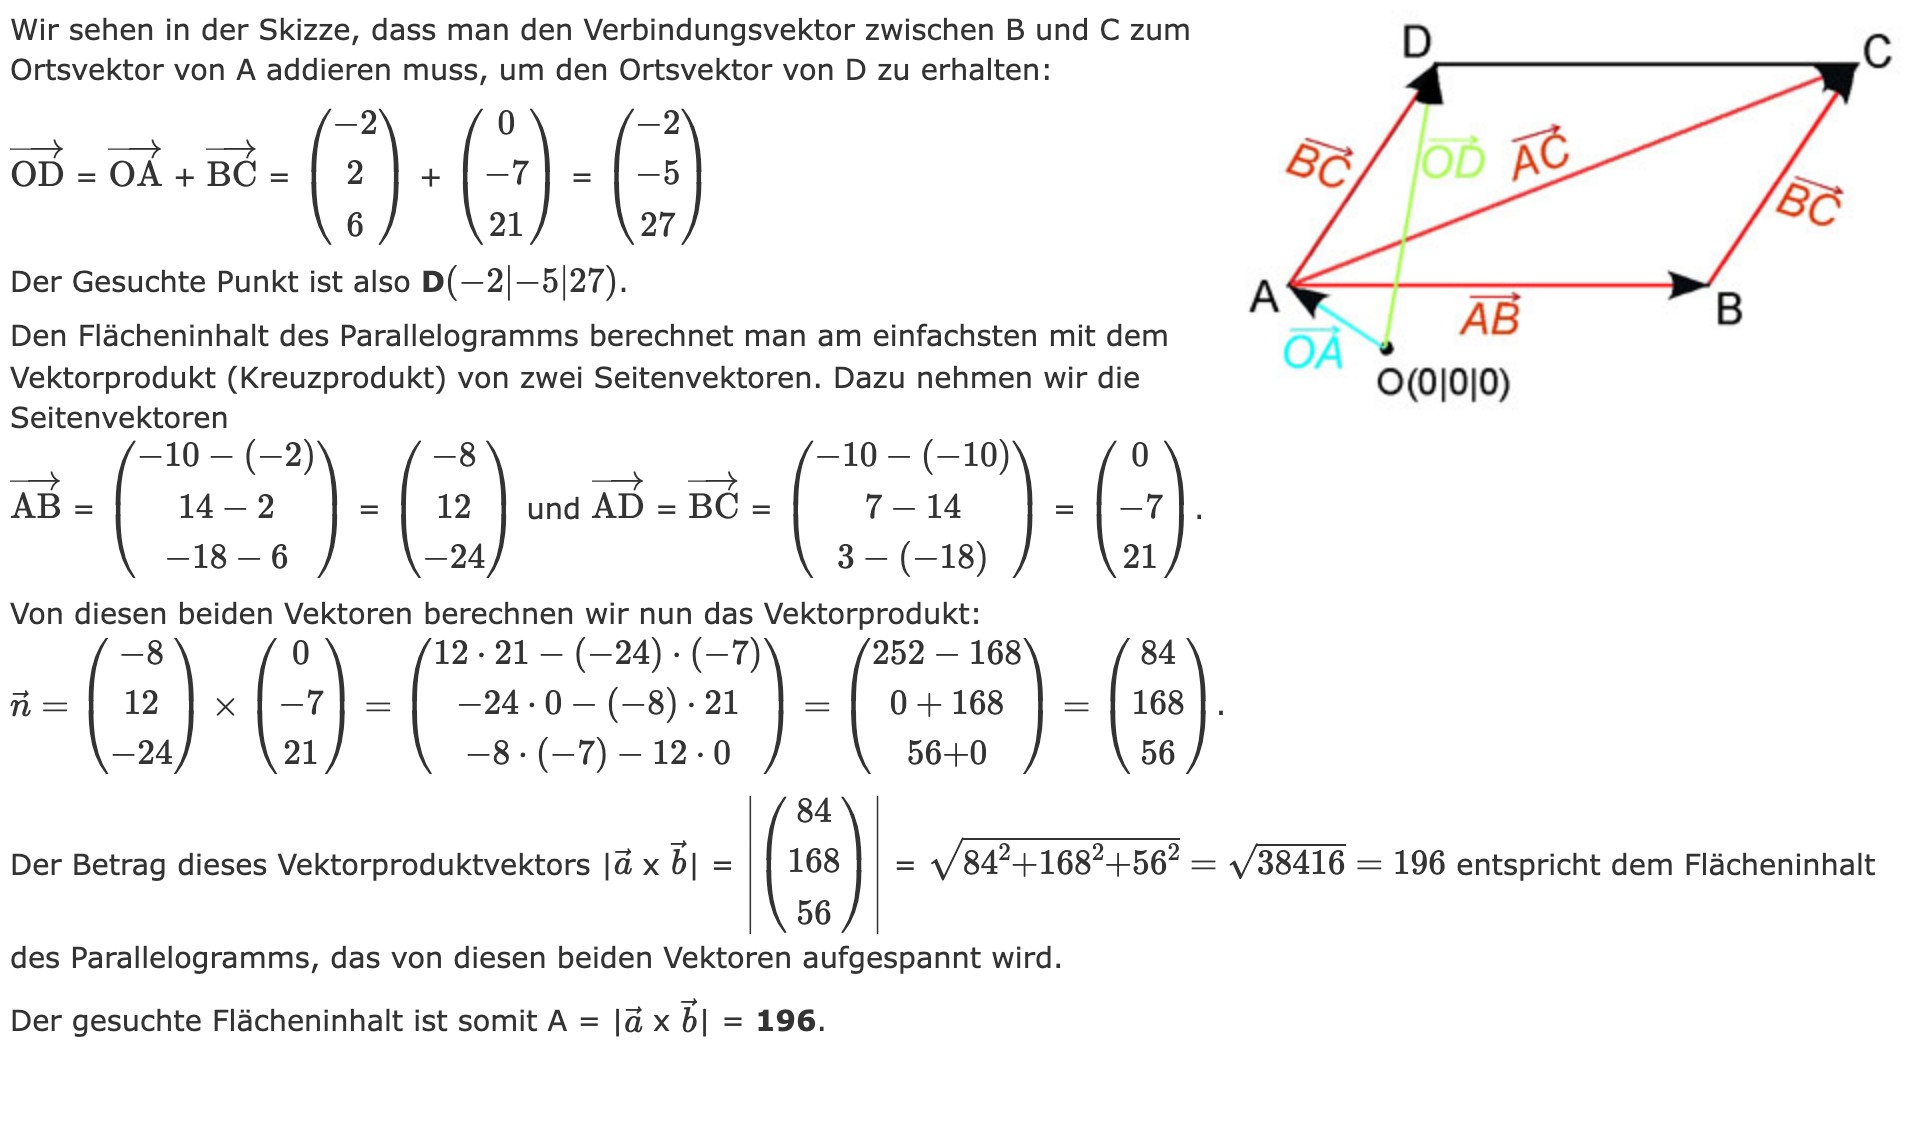 Wir sehen in der Skizze, dass man den Verbindungsvektor zwischen B und C zum
Ortsvektor von A addieren muss, um den Ortsvektor von D zu erhalten:
$\overrightarrow{OD} = \overrightarrow{OA} + \overrightarrow{BC} = \begin{pmatrix} -2 \\ 2 \\ 6 \end{pmatrix} + \begin{pmatrix} 0 \\ -7 \\ 21 \end{pmatrix} = \begin{pmatrix} -2 \\ -5 \\ 27 \end{pmatrix}$
Der Gesuchte Punkt ist also D(−2|−5|27).
Den Flächeninhalt des Parallelogramms berechnet man am einfachsten mit dem
Vektorprodukt (Kreuzprodukt) von zwei Seitenvektoren. Dazu nehmen wir die
Seitenvektoren
$\overrightarrow{AB} = \begin{pmatrix} -10-(-2) \\ 14-2 \\ -18-6 \end{pmatrix} = \begin{pmatrix} -8 \\ 12 \\ -24 \end{pmatrix}$ und $\overrightarrow{AD} = \overrightarrow{BC} = \begin{pmatrix} -10-(-10) \\ 7-14 \\ 3-(-18) \end{pmatrix} = \begin{pmatrix} 0 \\ -7 \\ 21 \end{pmatrix}$.
Von diesen beiden Vektoren berechnen wir nun das Vektorprodukt:
$\vec{n} = \begin{pmatrix} -8 \\ 12 \\ -24 \end{pmatrix} \times \begin{pmatrix} 0 \\ -7 \\ 21 \end{pmatrix} = \begin{pmatrix} 12 \cdot 21 - (-24) \cdot (-7) \\ -24 \cdot 0 - (-8) \cdot 21 \\ -8 \cdot (-7) - 12 \cdot 0 \end{pmatrix} = \begin{pmatrix} 252-168 \\ 0+168 \\ 56+0 \end{pmatrix} = \begin{pmatrix} 84 \\ 168 \\ 56 \end{pmatrix}$.
Der Betrag dieses Vektorproduktvektors $|\vec{a}$ x $\vec{b}| = \left| \begin{pmatrix} 84 \\ 168 \\ 56 \end{pmatrix} \right| = \sqrt{84^2+168^2+56^2} = \sqrt{38416} = 196$ entspricht dem Flächeninhalt
des Parallelogramms, das von diesen beiden Vektoren aufgespannt wird.
Der gesuchte Flächeninhalt ist somit A = $|\vec{a}$ x $\vec{b}|$ = 196.
D
C
$\overrightarrow{BC}$
$\overrightarrow{OD}$
$\overrightarrow{AC}$
$\overrightarrow{BC}$
A
B
$\overrightarrow{AB}$
$\overrightarrow{OA}$
O(0|0|0)